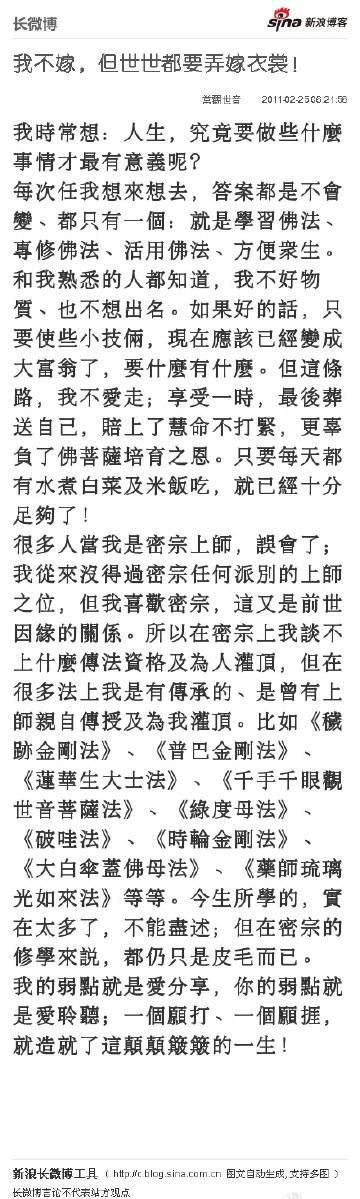 长微博
sina 新浪博客
我不嫁，但世世都要弄嫁衣裳！
觀世音 2011-02-25 06:21:56
我時常想：人生，究竟要做些什麼
事情才最有意義呢？
每次任我想來想去，答案都是不會
變、都只有一個：就是學習佛法、
專修佛法、活用佛法、方便衆生。
和我熟悉的人都知道，我不好物
質、也不想出名。如果好的話，只
要使些小技倆，現在應該已經變成
大富翁了，要什麼有什麼。但這條
路，我不愛走；享受一時，最後葬
送自己，賠上了慧命不打緊，更辜
負了佛菩薩培育之恩。只要每天都
有水煮白菜及米飯吃，就已經十分
足夠了！
很多人當我是密宗上師，誤會了；
我從來沒得過密宗任何派別的上師
之位，但我喜歡密宗，這又是前世
因緣的關係。所以在密宗上我談不
上什麼傳法資格及為人灌頂，但在
很多法上我是有傳承的、是曾有上
師親自傳授及為我灌頂。比如《穢
跡金剛法》、《普巴金剛法》、
《蓮華生大士法》、《千手千眼觀
世音菩薩法》、《綠度母法》、
《破哇法》、《時輪金剛法》、
《大白傘蓋佛母法》、《藥師琉璃
光如來法》等等。今生所學的，實
在太多了，不能盡述；但在密宗的
修學來説，都仍只是皮毛而已。
我的弱點就是愛分享，你的弱點就
是愛聆聽；一個願打、一個願捱，
就造就了這顛顛簸簸的一生！
新浪长微博工具（ http://c.blog.sina.com.cn 图文自动生成，支持多图 ）
长微博言论不代表站方观点